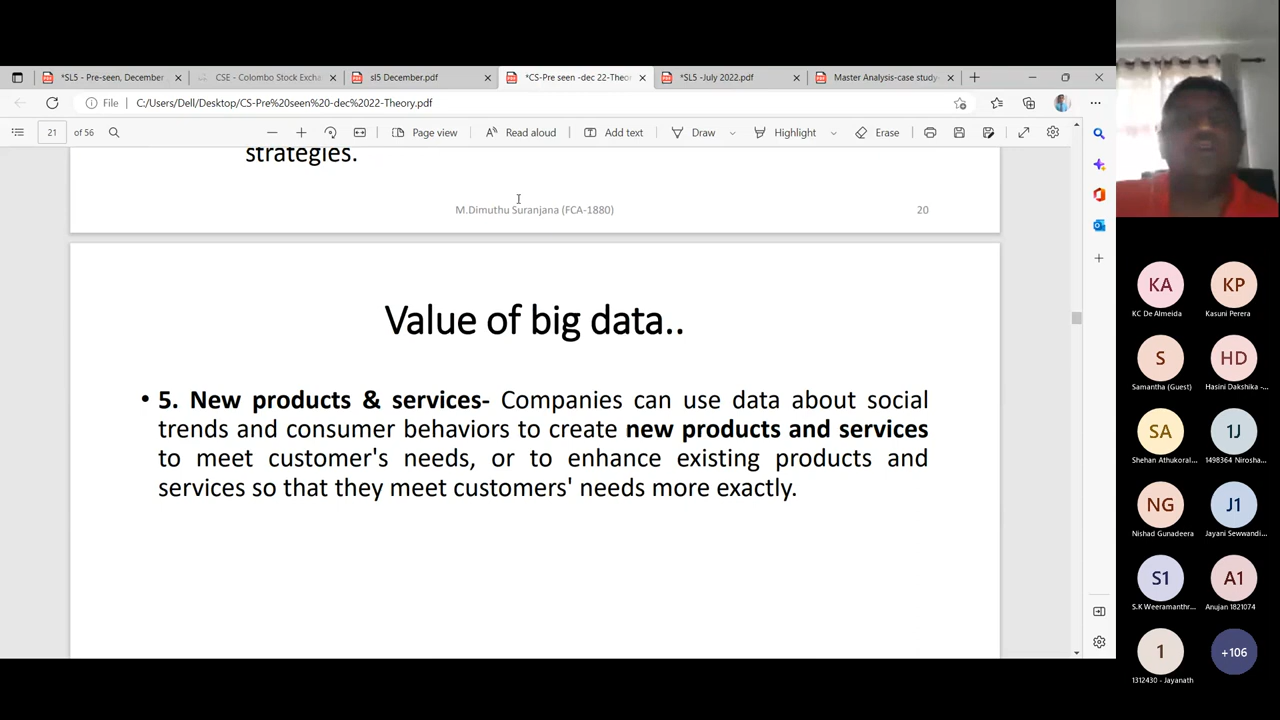 *SL5 - Pre-seen, December
CSE - Colombo Stock Excha
sl5 December.pdf
*CS-Pre seen -dec 22-Theor
*SL5 -July 2022.pdf
Master Analysis-case study-
File
C:/Users/Dell/Desktop/CS-Pre%20seen%20-dec%2022-Theory.pdf
21 of 56
Page view
Read aloud
Add text
Draw
Highlight
Erase
strategies.
M.Dimuthu Suranjana (FCA-1880)
20
Value of big data..
• 5. New products & services- Companies can use data about social
trends and consumer behaviors to create new products and services
to meet customer's needs, or to enhance existing products and
services so that they meet customers' needs more exactly.
KA
KP
KC De Almeida
Kasuni Perera
S
HD
Samantha (Guest)
Hasini Dakshika -...
SA
1J
Shehan Athukoral...
1498364 Nirosha...
NG
J1
Nishad Gunadeera
Jayani Sewwandi...
S1
A1
S.K Weeramanthr...
Anujan 1821074
1
+106
1312430 - Jayanath